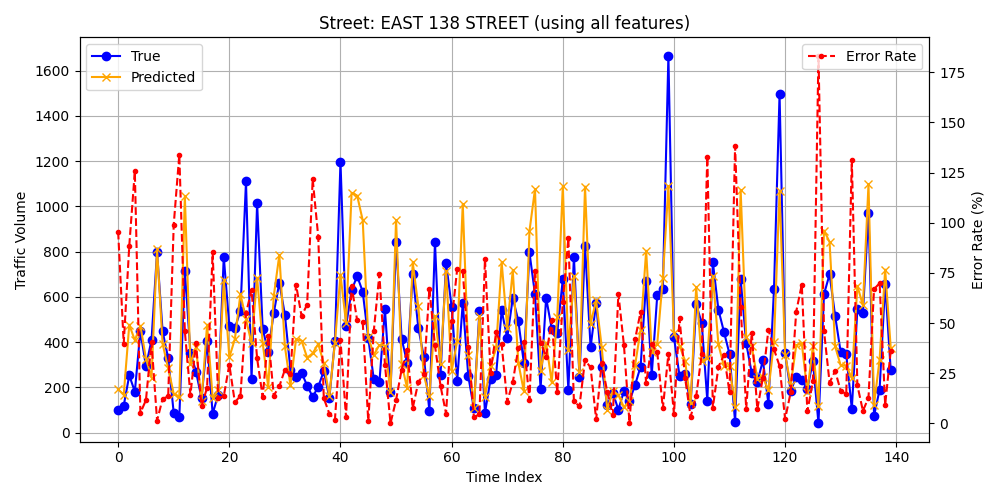 Street: EAST 138 STREET (using all features)
True
Predicted
Error Rate
Traffic Volume
1600
1400
1200
1000
800
600
400
200
0
175
150
125
100
75
50
25
0
Error Rate (%)
0 20 40 60 80 100 120 140
Time Index